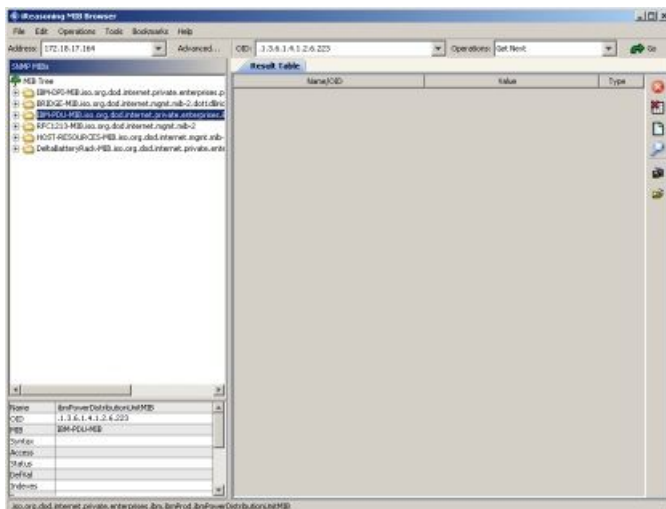 iReasoning MIB Browser
File Edit Operations Tools Bookmarks Help
Address: 172.18.17.164 Advanced... OID: .1.3.6.1.4.1.2.6.223 Operations: Get Next Go
SNMP MIBs
Result Table
Name/OID Value Type
MIB Tree
IBM-DPI-MIB.iso.org.dod.internet.private.enterprises.p
BRIDGE-MIB.iso.org.dod.internet.mgmt.mib-2.dot1dBric
IBM-PDU-MIB.iso.org.dod.internet.private.enterprises.
RFC1213-MIB.iso.org.dod.internet.mgmt.mib-2
HOST-RESOURCES-MIB.iso.org.dod.internet.mgmt.mib-
DeltaBatteryRack-MIB.iso.org.dod.internet.private.ente
Name ibmPowerDistributionUnitMIB
OID .1.3.6.1.4.1.2.6.223
MIB IBM-PDU-MIB
Syntax
Access
Status
DefVal
Indexes
iso.org.dod.internet.private.enterprises.ibm.ibmProd.ibmPowerDistributionUnitMIB